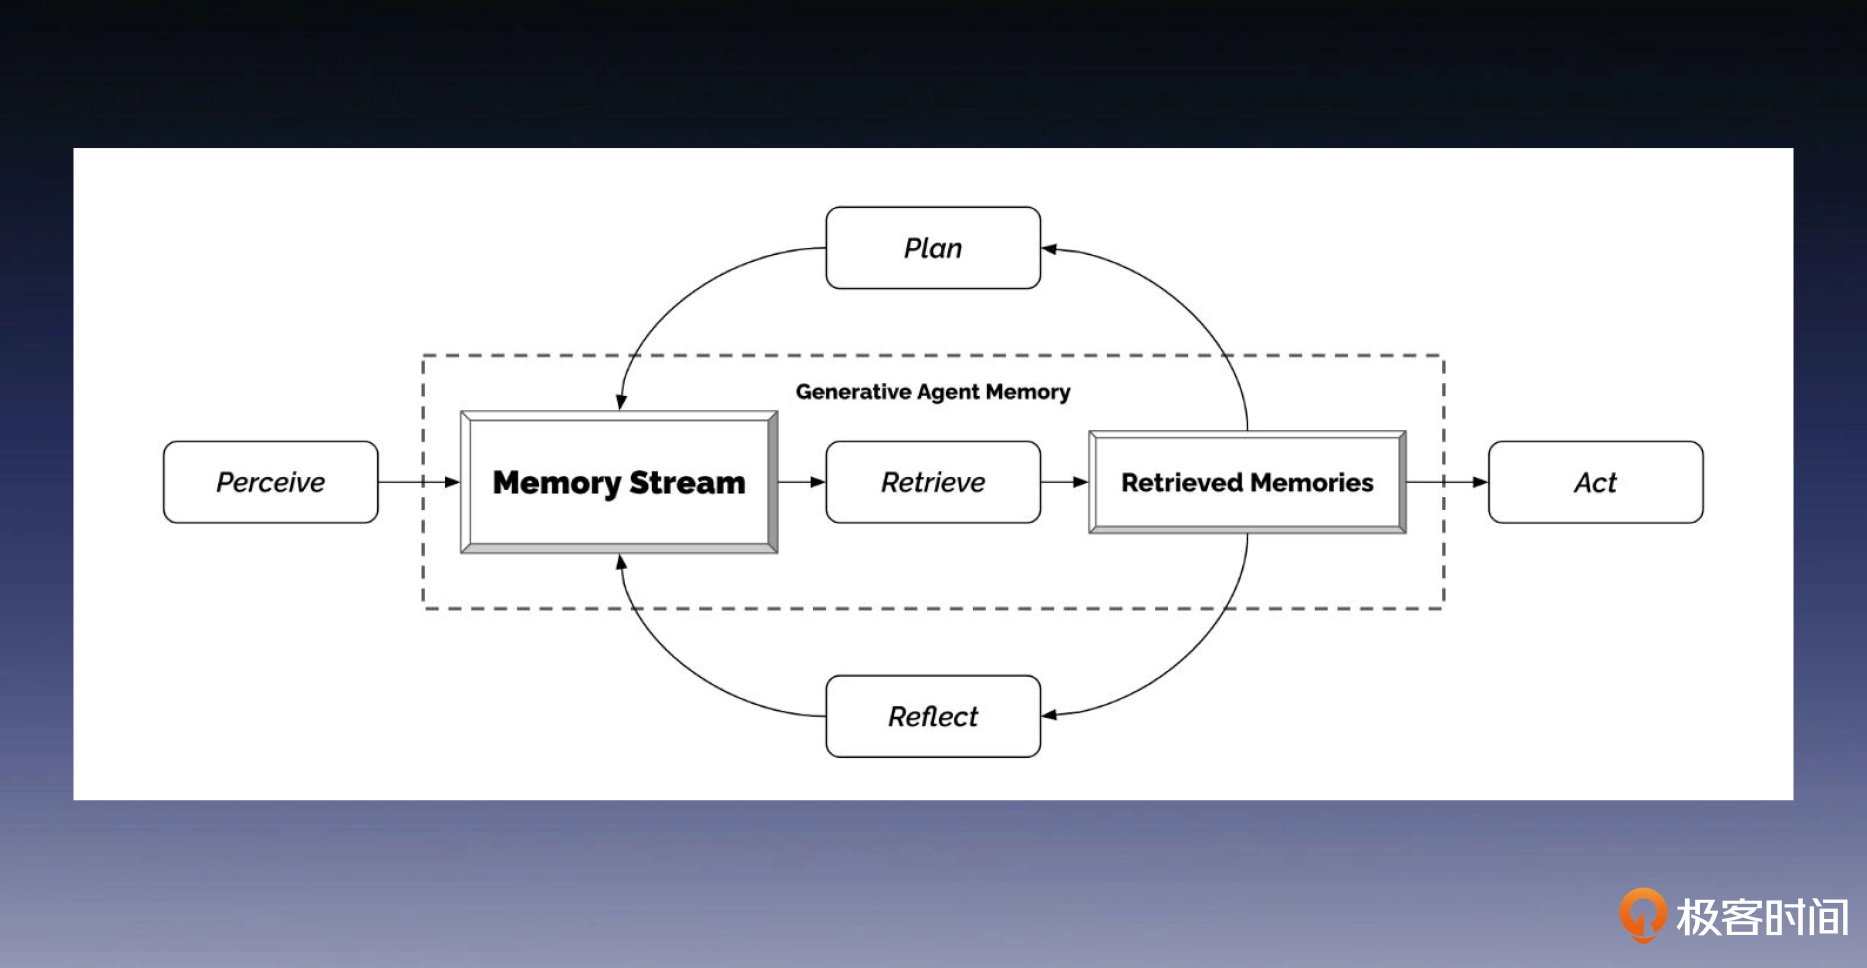 Plan
Generative Agent Memory
Perceive
Memory Stream
Retrieve
Retrieved Memories
Act
Reflect
极客时间